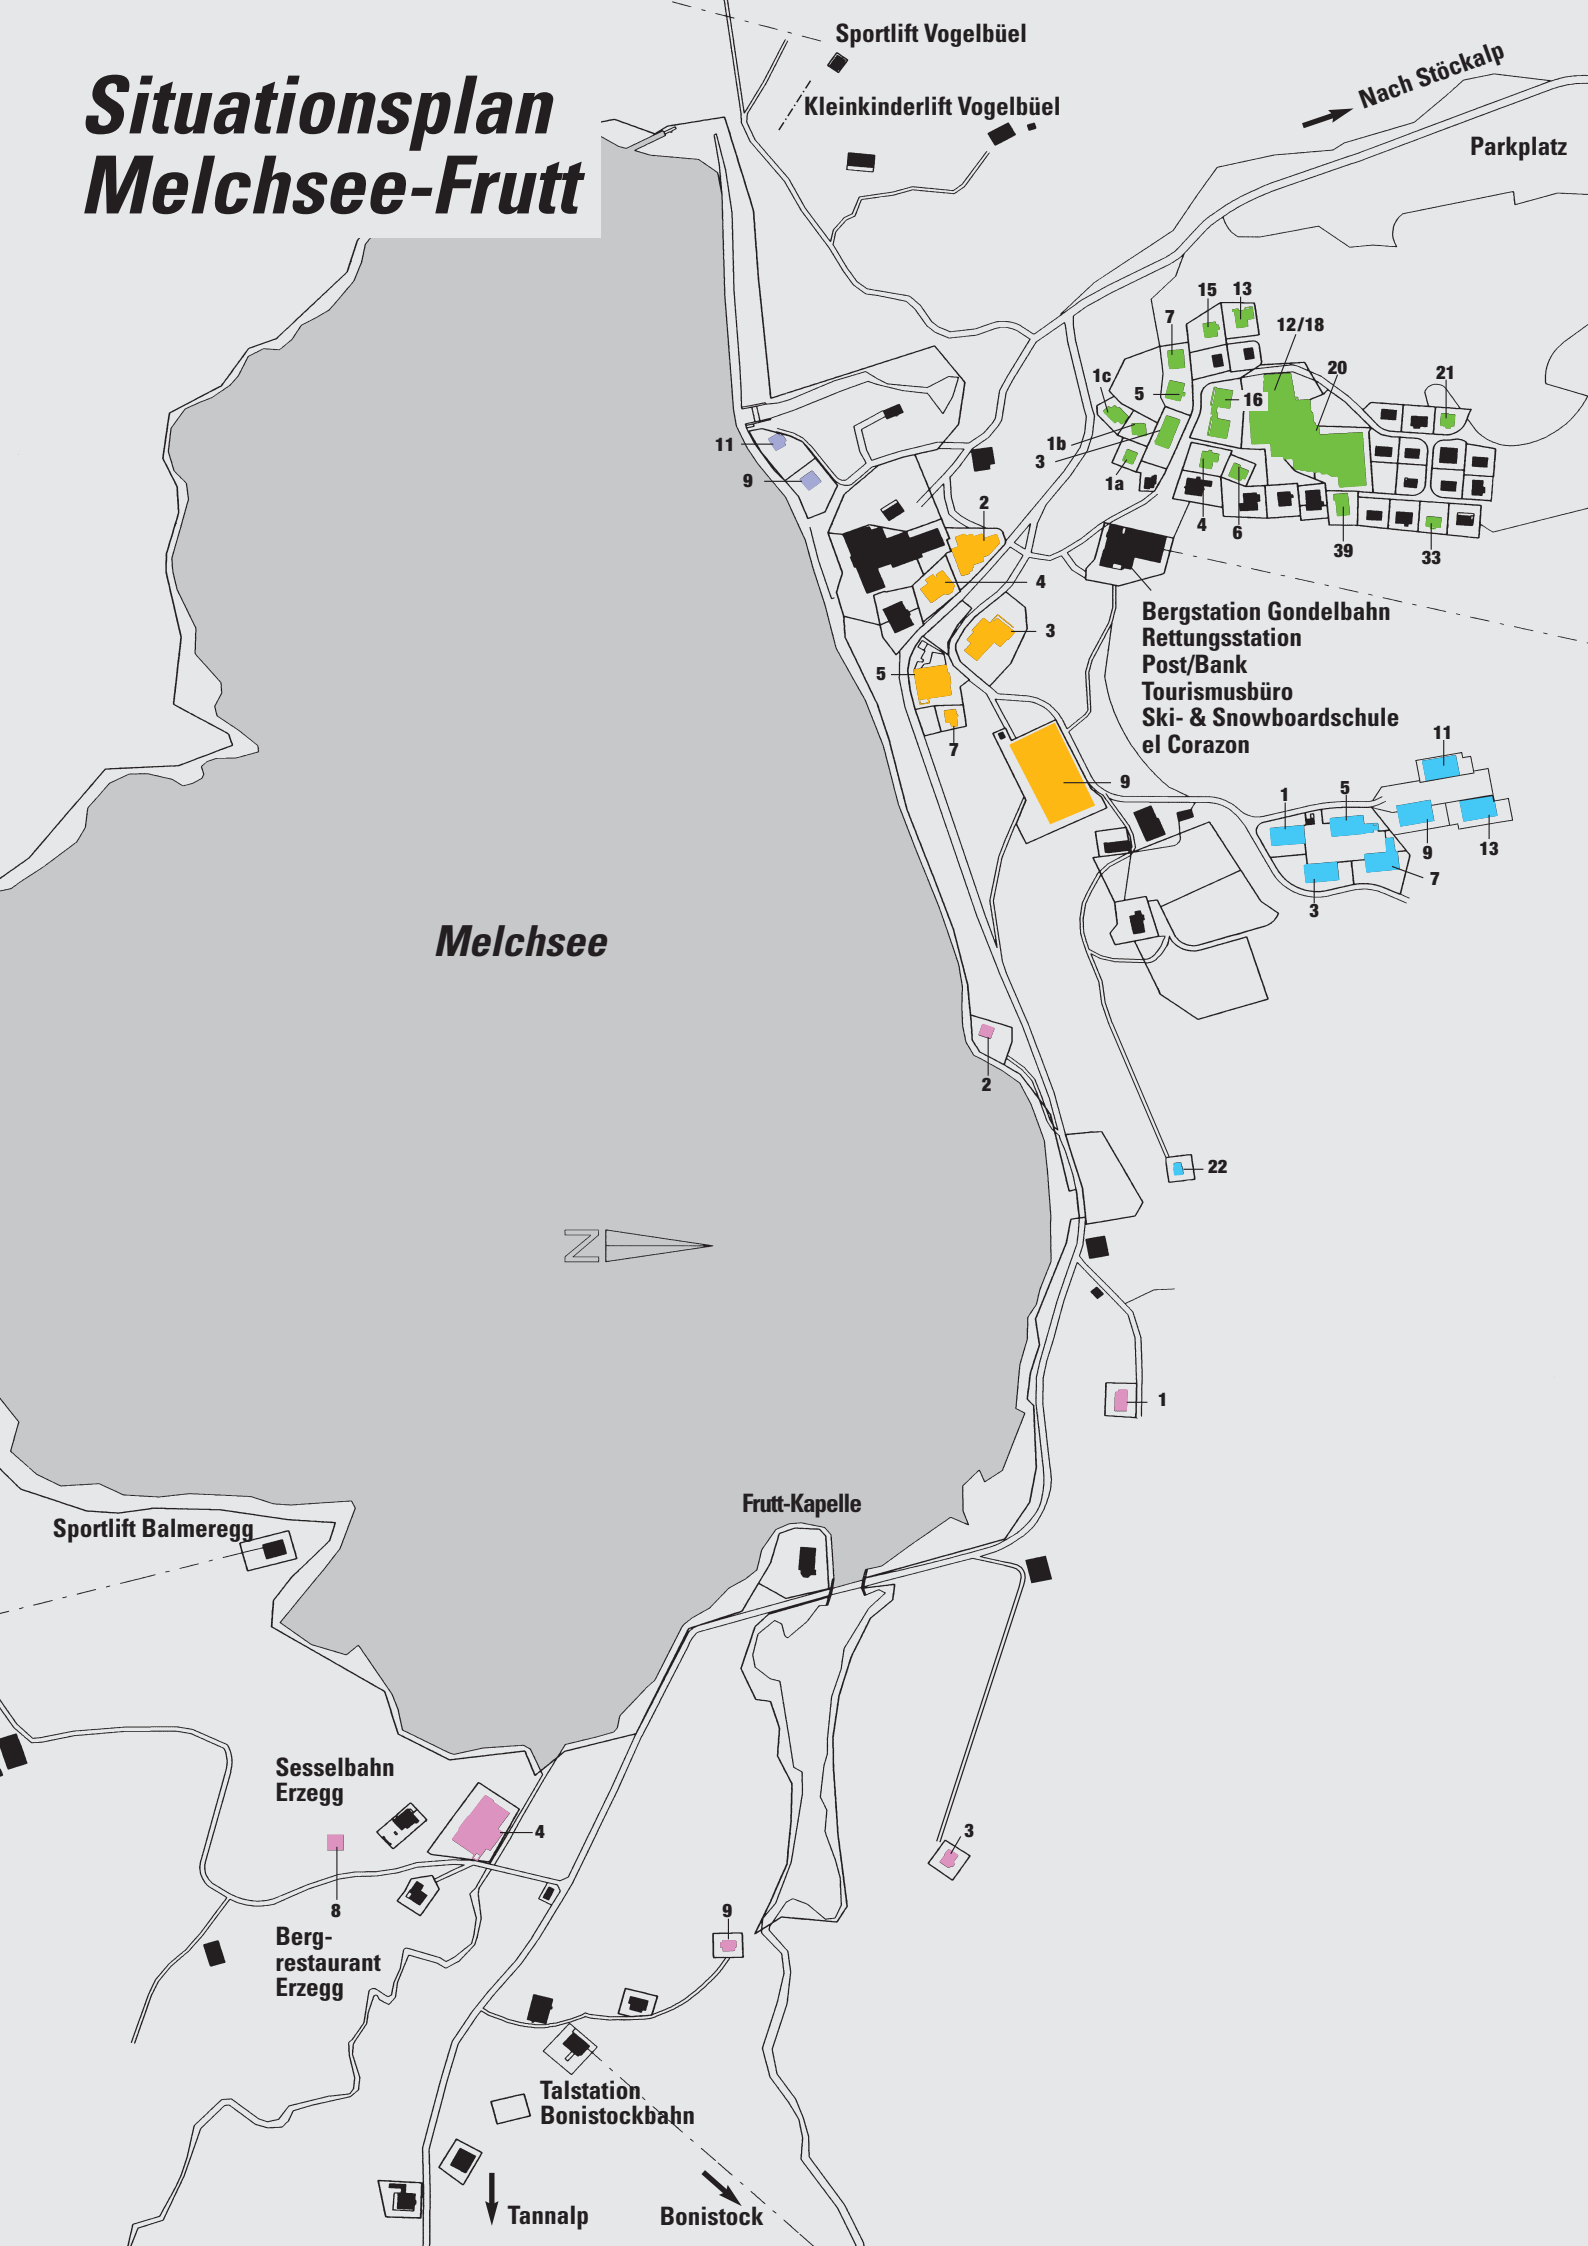 Situationsplan
Melchsee-Frutt
Sportlift Vogelbüel
Kleinkinderlift Vogelbüel
Nach Stöckalp
Parkplatz
15
13
7
12/18
20
21
1c
5
16
1b
3
1a
4
6
39
33
11
9
2
4
3
5
7
9
Bergstation Gondelbahn
Rettungsstation
Post/Bank
Tourismusbüro
Ski- & Snowboardschule
el Corazon
11
1
5
9
13
7
3
Melchsee
2
22
N
1
Frutt-Kapelle
Sportlift Balmeregg
Sesselbahn
Erzegg
4
3
8
9
Berg-
restaurant
Erzegg
Talstation
Bonistockbahn
Tannalp
Bonistock